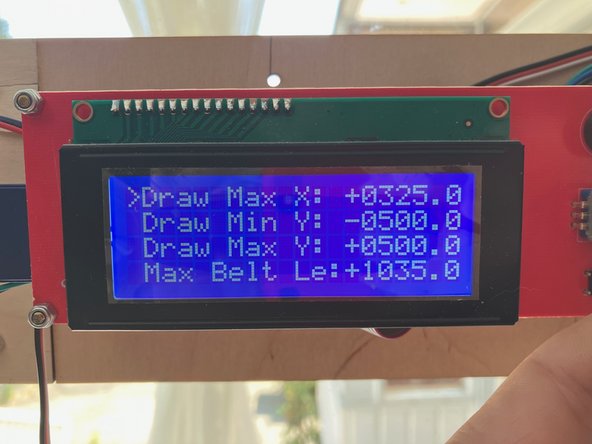 >Draw Max X: +0325.0
Draw Min Y: -0500.0
Draw Max Y: +0500.0
Max Belt Le:+1035.0